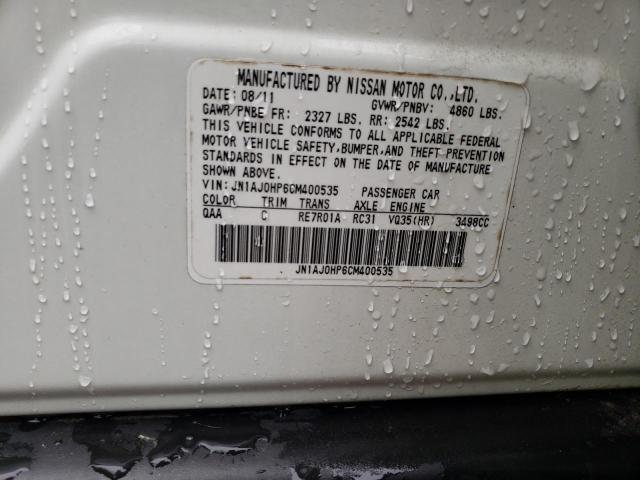 MANUFACTURED BY NISSAN MOTOR CO.,LTD.
DATE: 08/11 GVWR/PNBV: 4860 LBS.
GAWR/PNBE FR: 2327 LBS. RR: 2542 LBS.
THIS VEHICLE CONFORMS TO ALL APPLICABLE FEDERAL
MOTOR VEHICLE SAFETY,BUMPER,AND THEFT PREVENTION
STANDARDS IN EFFECT ON THE DATE OF MANUFACTURE
SHOWN ABOVE.
VIN: JN1AJ0HP6CM400535 PASSENGER CAR
COLOR TRIM TRANS AXLE ENGINE
QAA C RE7R01A RC31 VQ35(HR) 3498CC
JN1AJ0HP6CM400535